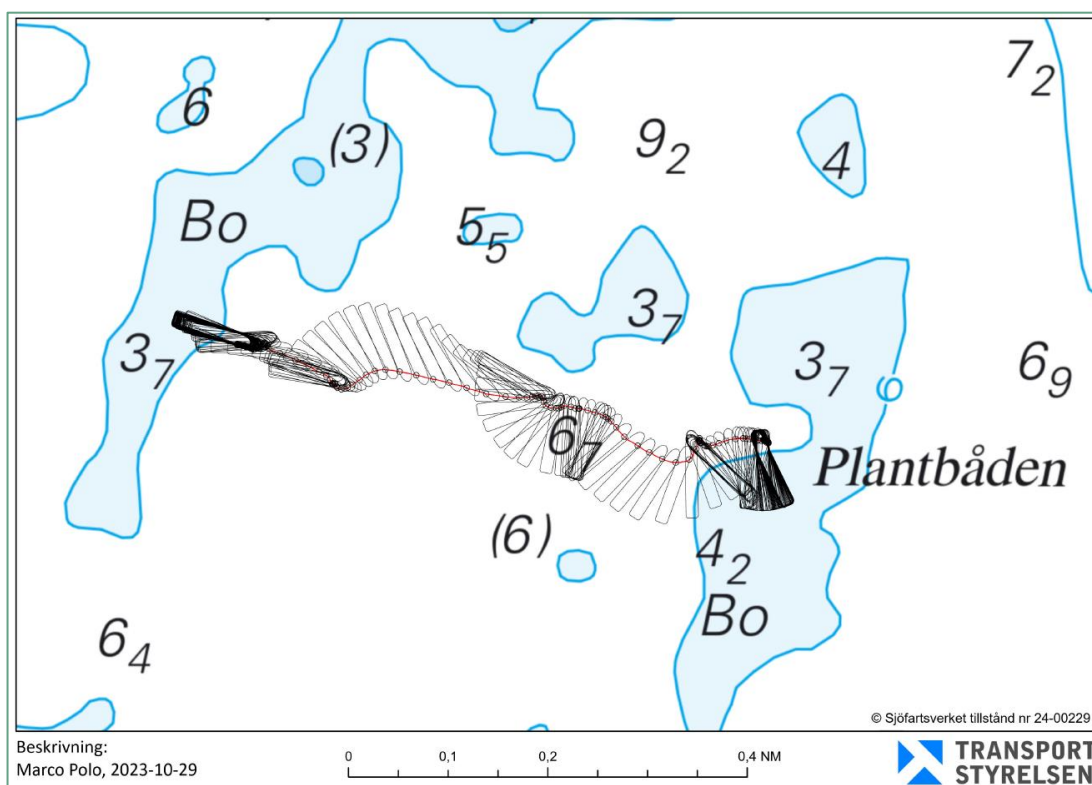 7₂
6
(3)
9₂
4
Bo
5₅
3₇
3₇
3₇
6₉
6₇
Plantbåden
(6)
4₂
Bo
6₄
© Sjöfartsverket tillstånd nr 24-00229
Beskrivning:
Marco Polo, 2023-10-29
0 0,1 0,2 0,4 NM
TRANSPORT
STYRELSEN